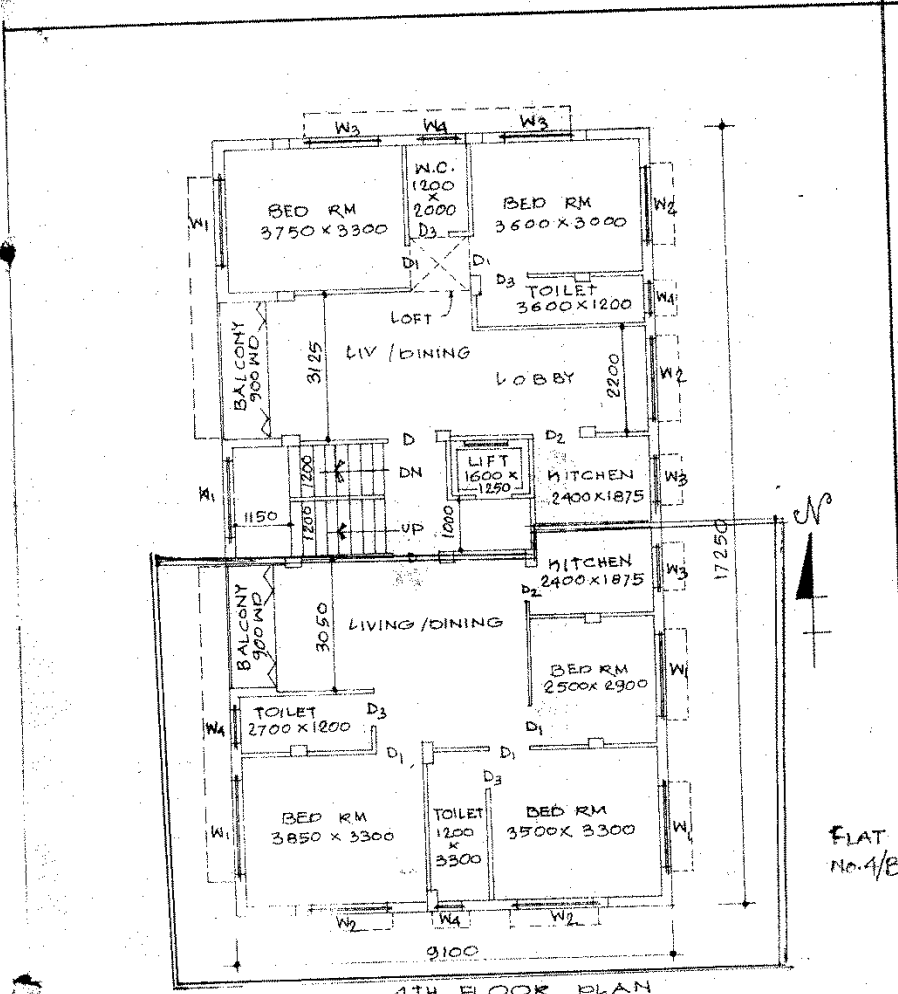 W3
W4
W3
W.C.
1200
×
2000
BED RM
3750 × 3300
BED RM
3600 × 3000
W1
W2
D3
D1
D1
D3
TOILET
3600×1200
W4
LOFT
BALCONY
900 WD
3125
LIV / DINING
LOBBY
2200
W2
D
D2
1200
DN
LIFT
1600 ×
1250
KITCHEN
2400×1875
W3
W1
1150
1200
UP
1000
N
17250
KITCHEN
2400×1875
W3
D2
BALCONY
900 WD
3050
LIVING / DINING
BED RM
2500× 2900
W1
TOILET
2700 × 1200
W4
D3
D1
D1
D1
D3
BED RM
3850 × 3300
TOILET
1200
×
3300
BED RM
3500× 3300
W1
W1
FLAT
No. 4/B
W2
W4
W2
9100
4TH FLOOR PLAN